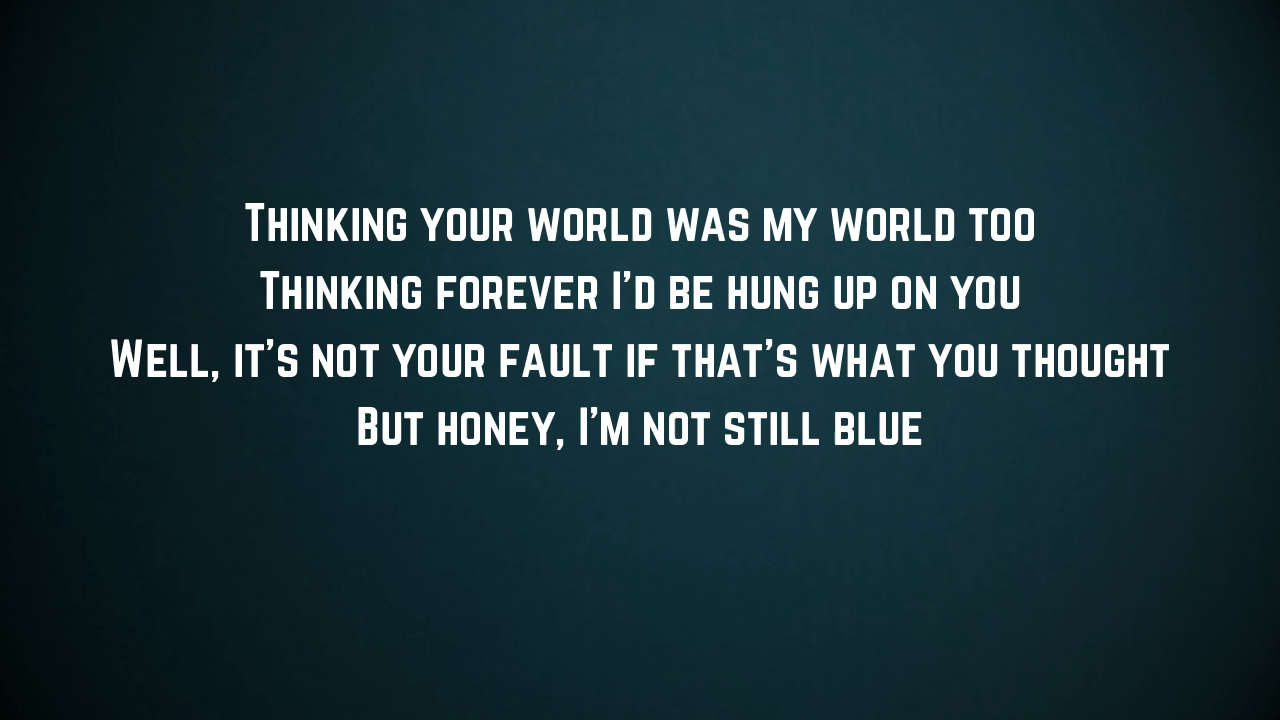 Thinking your world was my world too
Thinking forever I'd be hung up on you
Well, it's not your fault if that's what you thought
But honey, I'm not still blue